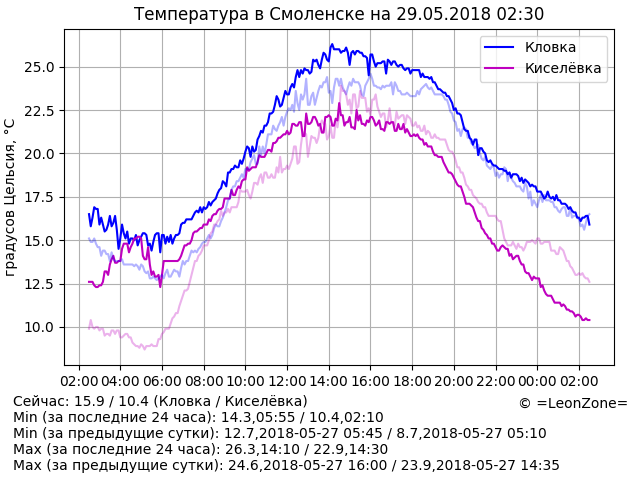 Температура в Смоленске на 29.05.2018 02:30
градусов Цельсия, °C
25.0
22.5
20.0
17.5
15.0
12.5
10.0
Кловка
Киселёвка
02:00 04:00 06:00 08:00 10:00 12:00 14:00 16:00 18:00 20:00 22:00 00:00 02:00
Сейчас: 15.9 / 10.4 (Кловка / Киселёвка)
© =LeonZone=
Min (за последние 24 часа): 14.3,05:55 / 10.4,02:10
Min (за предыдущие сутки): 12.7,2018-05-27 05:45 / 8.7,2018-05-27 05:10
Max (за последние 24 часа): 26.3,14:10 / 22.9,14:30
Max (за предыдущие сутки): 24.6,2018-05-27 16:00 / 23.9,2018-05-27 14:35